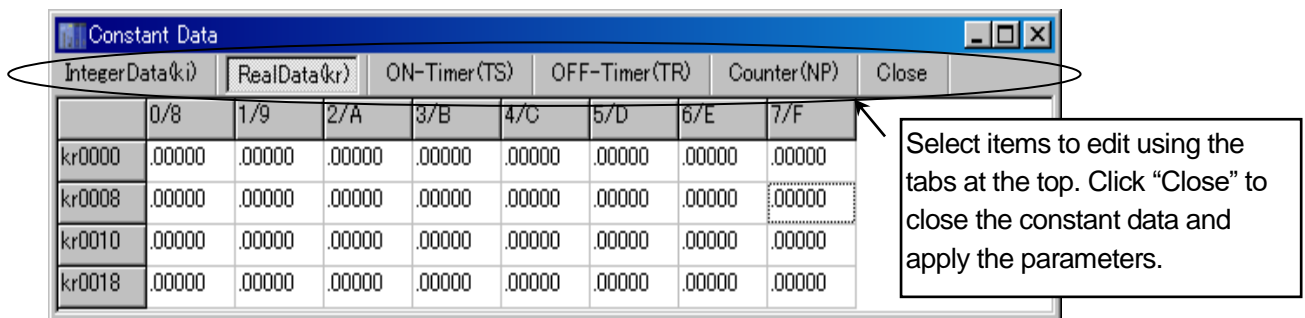 Constant Data
IntegerData(ki) RealData(kr) ON-Timer(TS) OFF-Timer(TR) Counter(NP) Close
0/8 1/9 2/A 3/B 4/C 5/D 6/E 7/F
kr0000 .00000 .00000 .00000 .00000 .00000 .00000 .00000 .00000
kr0008 .00000 .00000 .00000 .00000 .00000 .00000 .00000 .00000
kr0010 .00000 .00000 .00000 .00000 .00000 .00000 .00000 .00000
kr0018 .00000 .00000 .00000 .00000 .00000 .00000 .00000 .00000
Select items to edit using the
tabs at the top. Click “Close” to
close the constant data and
apply the parameters.